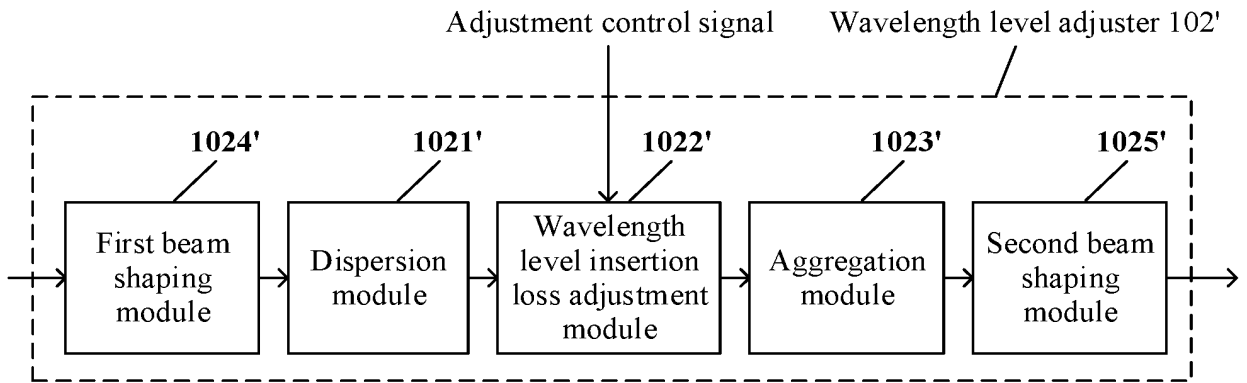 Adjustment control signal
Wavelength level adjuster 102'
1024'
1021'
1022'
1023'
1025'
First beam
shaping
module
Dispersion
module
Wavelength
level insertion
loss adjustment
module
Aggregation
module
Second beam
shaping
module